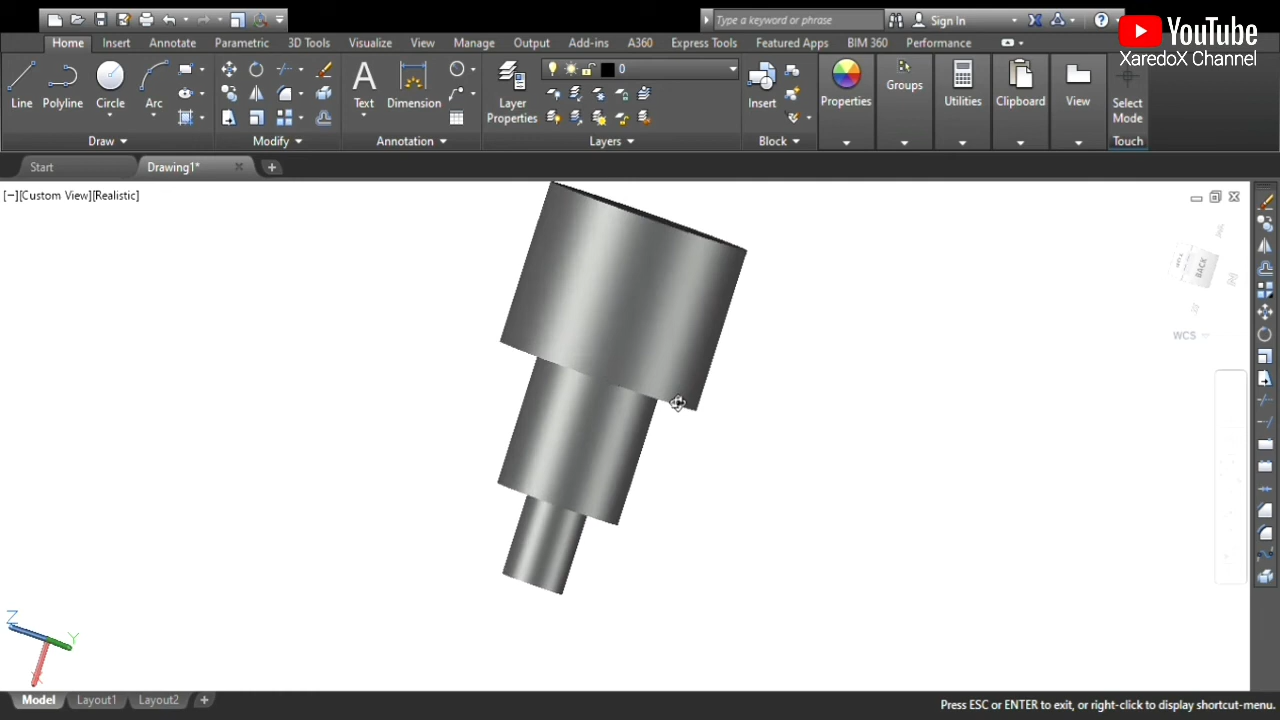 YouTube
XaredoX Channel
Type a keyword or phrase
Sign In
Home Insert Annotate Parametric 3D Tools Visualize View Manage Output Add-ins A360 Express Tools Featured Apps BIM 360 Performance
Line Polyline Circle Arc
Text Dimension
Layer Properties
0
Insert
Properties Groups Utilities Clipboard View
Select Mode
Draw Modify Annotation Layers Block Touch
Start Drawing1*
[−][Custom View][Realistic]
BACK
WCS
Z
Y
X
Model Layout1 Layout2
Press ESC or ENTER to exit, or right-click to display shortcut-menu.